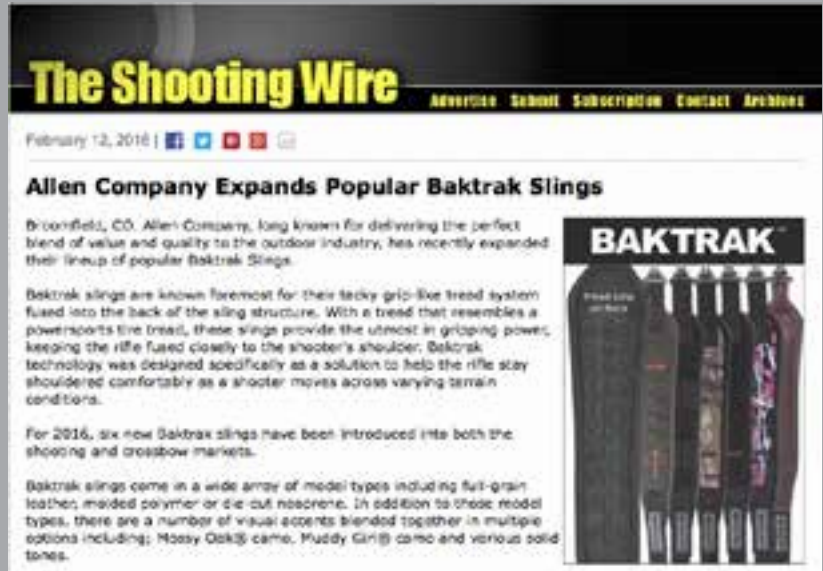 The Shooting Wire
Advertise Submit Subscription Contact Archives
February 12, 2016 |
Allen Company Expands Popular Baktrak Slings
Broomfield, CO. Allen Company, long known for delivering the perfect
blend of value and quality to the outdoor industry, has recently expanded
their lineup of popular Baktrak Slings.
BAKTRAK™
Baktrak slings are known foremost for their tacky grip-like tread system
fused into the back of the sling structure. With a tread that resembles a
powersports tire tread, these slings provide the utmost in gripping power,
keeping the rifle fused closely to the shooter's shoulder. Baktrak
technology was designed specifically as a solution to help the rifle stay
shouldered comfortably as a shooter moves across varying terrain
conditions.
For 2016, six new Baktrak slings have been introduced into both the
shooting and crossbow markets.
Baktrak slings come in a wide array of model types including full-grain
leather, molded polymer or die-cut neoprene. In addition to these model
types, there are a number of visual accents blended together in multiple
options including; Mossy Oak® camo, Muddy Girl® camo and various solid
tones.